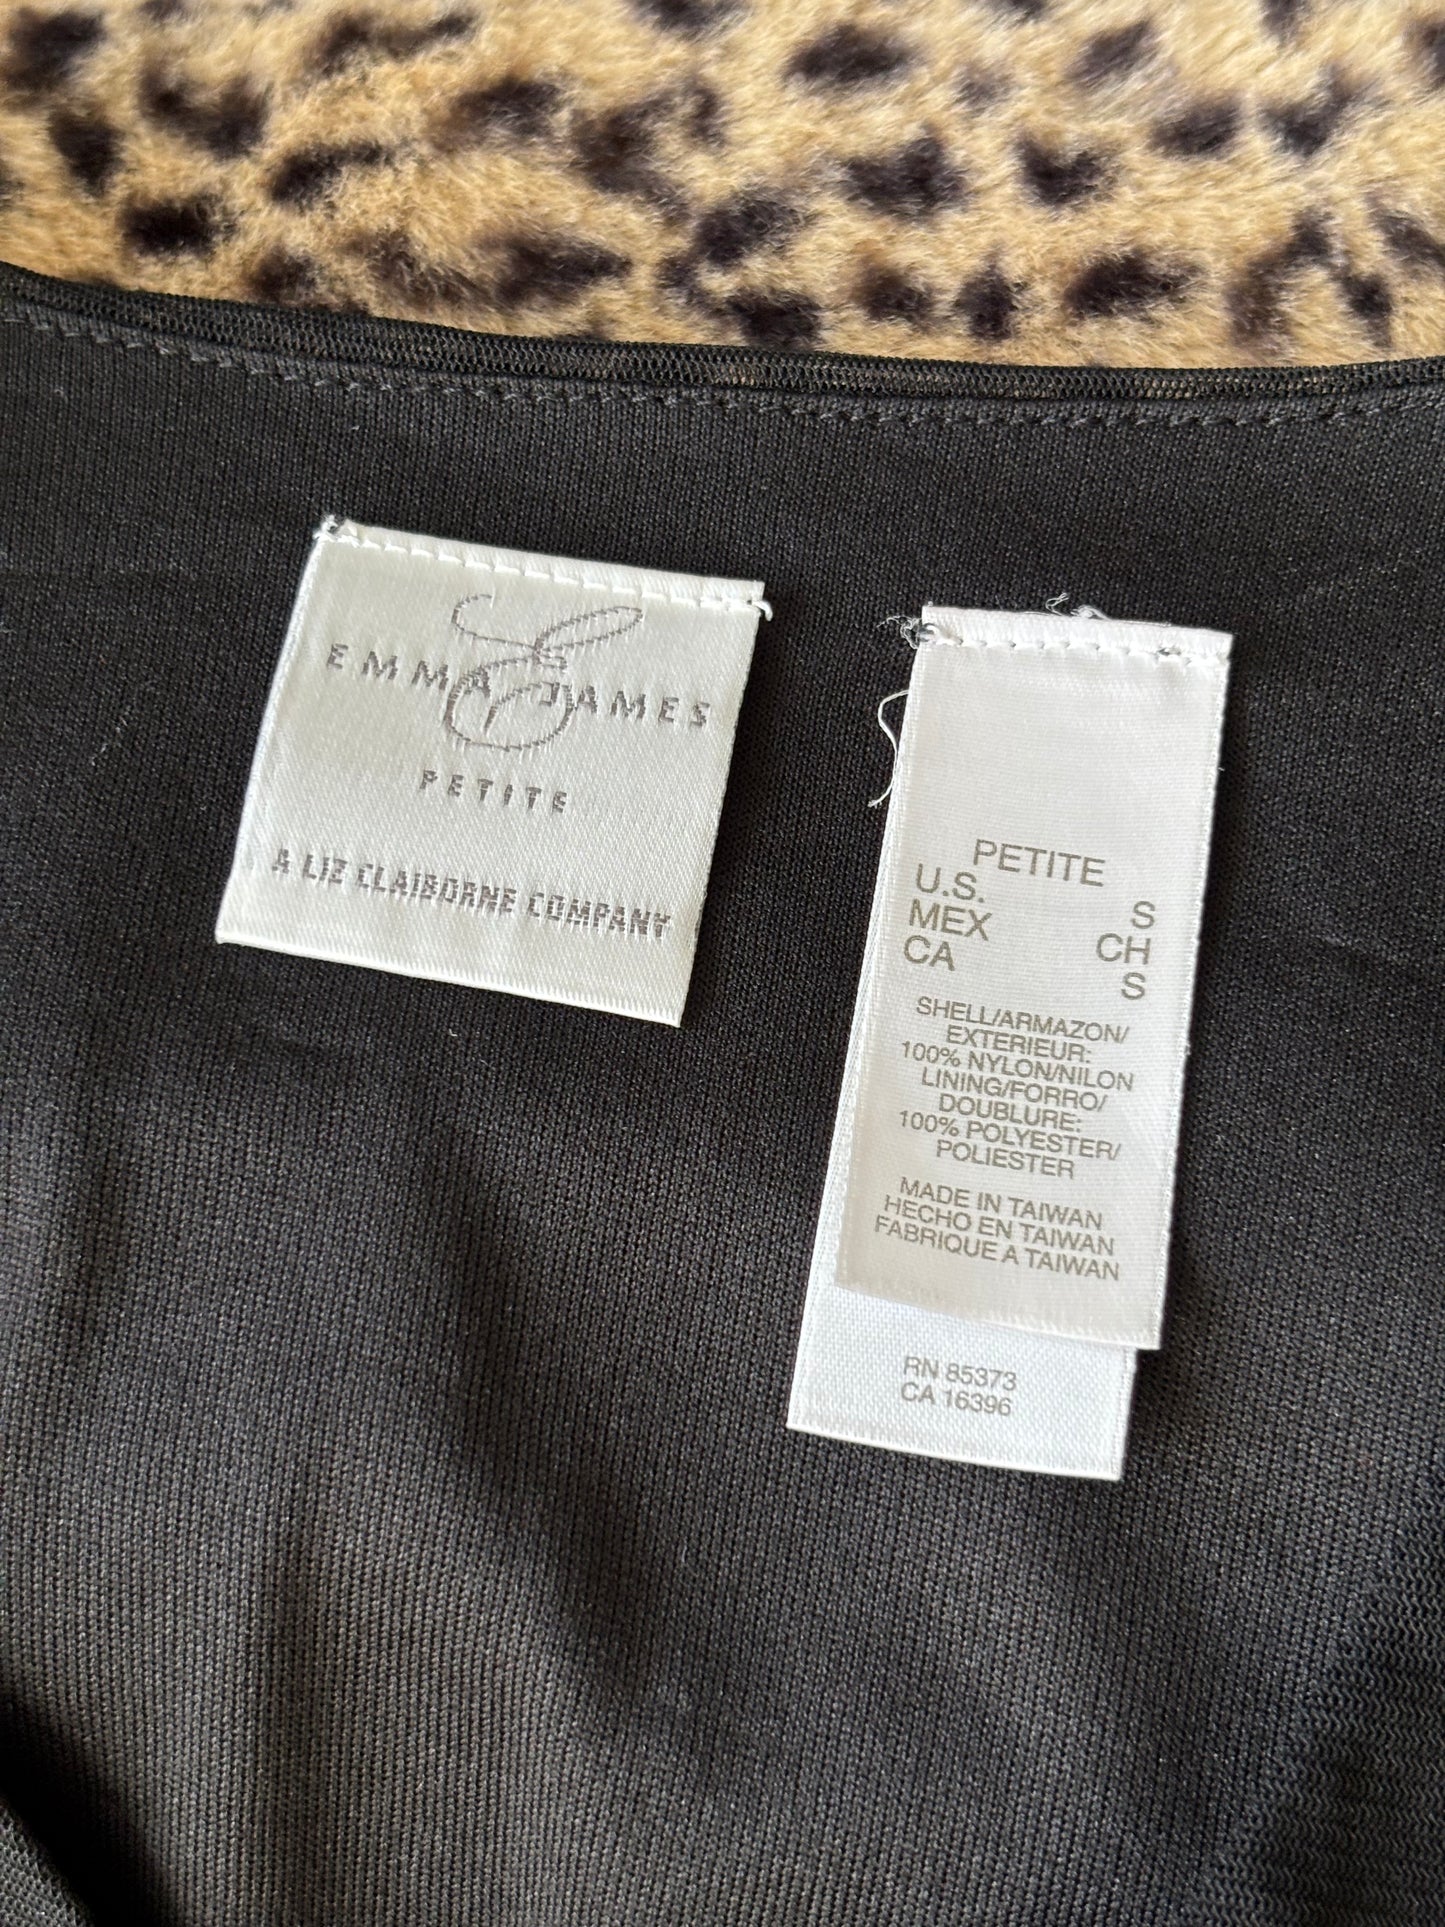 EMMA JAMES
PETITE
A LIZ CLAIBORNE COMPANY
PETITE
U.S. S
MEX CH
CA S
SHELL/ARMAZON/
EXTERIEUR:
100% NYLON/NILON
LINING/FORRO/
DOUBLURE:
100% POLYESTER/
POLIESTER
MADE IN TAIWAN
HECHO EN TAIWAN
FABRIQUE A TAIWAN
RN 85373
CA 16396